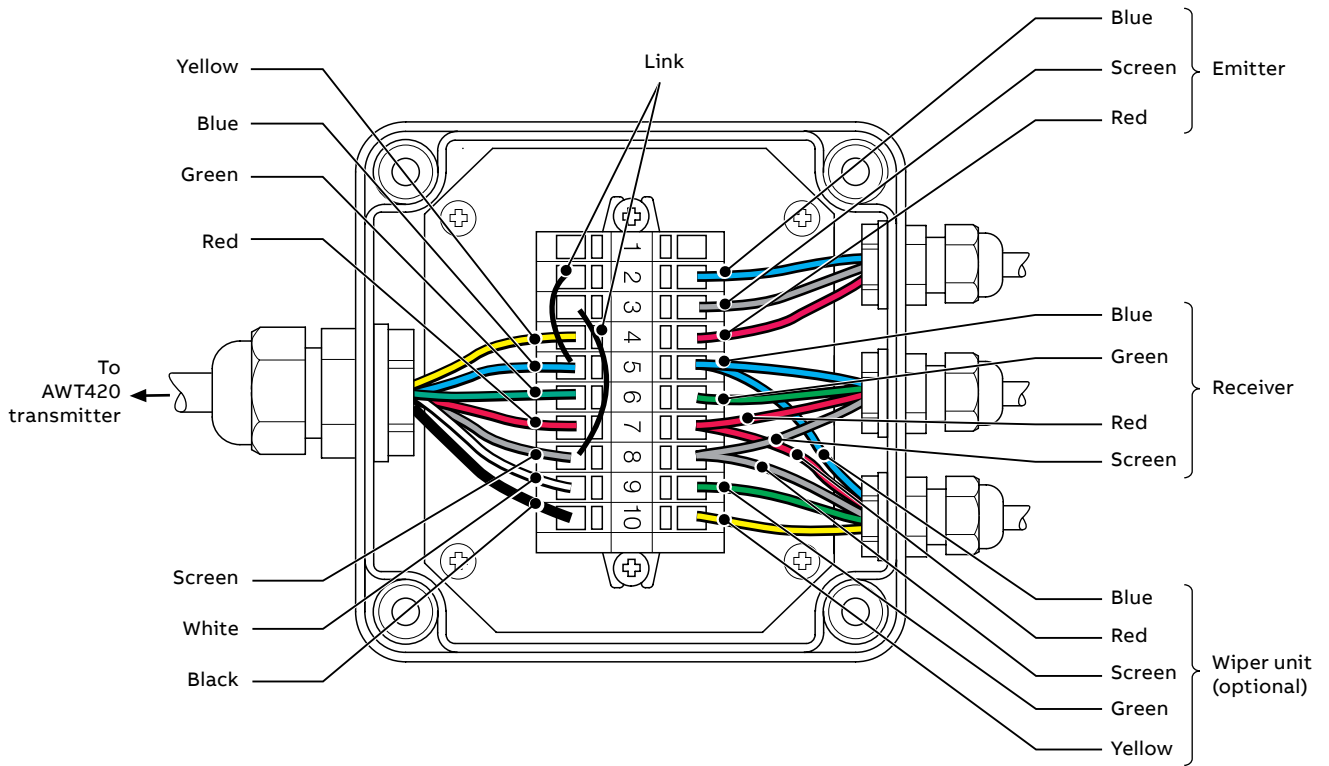 Blue
Screen
Red
Emitter
Link
Yellow
Blue
Green
Red
To
AWT420
transmitter
Screen
White
Black
1
2
3
4
5
6
7
8
9
10
Blue
Green
Red
Screen
Receiver
Blue
Red
Screen
Green
Yellow
Wiper unit
(optional)